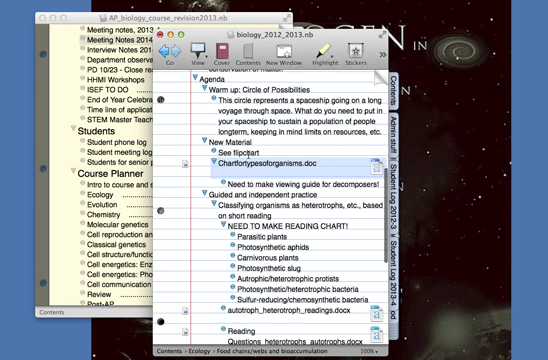 AP_biology_course_revision2013.nb
Meeting notes, 2013
Meeting Notes 2014
Interview Notes 201
Department observa
PD 10/23 - Close rea
HHMI Workshops
ISEF TO DO
End of Year Celebra
Time line of applicat
STEM Master Teach
Students
Student phone log
Student meeting log
Students for senior p
Course Planner
Intro to course and s
Ecology
Evolution
Chemistry
Molecular genetics
Cell reproduction an
Classical genetics
Cell structure/functio
Cell energetics: Enz
Cell energetics: Pho
Cell communication
Review
Post-AP
Contents
biology_2012_2013.nb
Go
View
Cover
Contents
New Window
Highlight
Stickers
Agenda
Warm up: Circle of Possibilities
This circle represents a spaceship going on a long
voyage through space. What do you need to put in
your spaceship to sustain a population of people
longterm, keeping in mind limits on resources, etc.
New Material
See flipchart
Chartfortypesoforganisms.doc
Need to make viewing guide for decomposers!
Guided and independent practice
Classifying organisms as heterotrophs, etc., based
on short reading
NEED TO MAKE READING CHART!
Parasitic plants
Photosynthetic aphids
Carnivorous plants
Photosynthetic slug
Autrophic/heterotrophic protists
Photosynthetic/heterotrophic bacteria
Sulfur-reducing/chemosynthetic bacteria
autotroph_heterotroph_readings.docx
Reading
Questions_heterotrophs_autotrophs.docx
Contents › Ecology › Food chains/webs and bioaccumulation
100%
Contents
Admin stuff
Student Log 2012-3
Student Log 2013-4
IN
OF